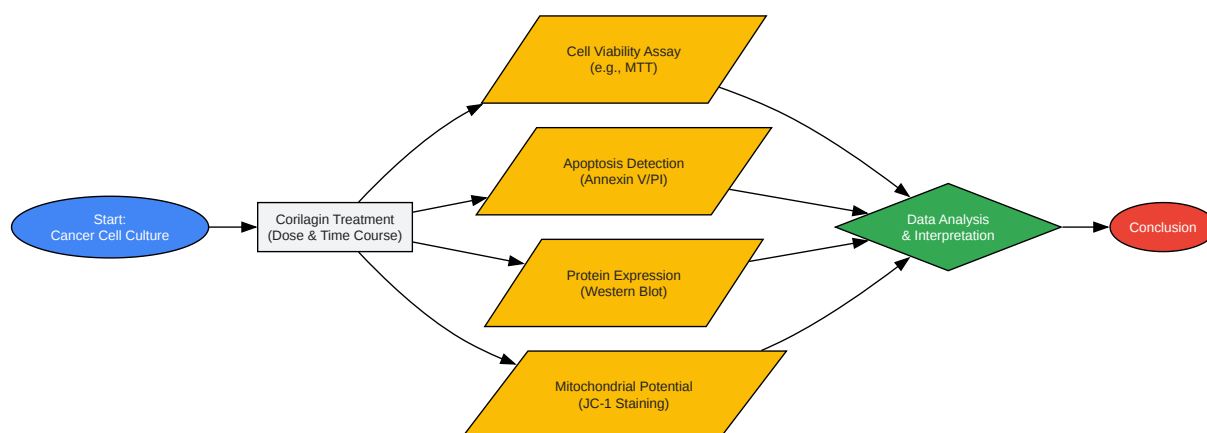 Start:
Cancer Cell Culture
Corilagin Treatment
(Dose & Time Course)
Cell Viability Assay
(e.g., MTT)
Apoptosis Detection
(Annexin V/PI)
Protein Expression
(Western Blot)
Mitochondrial Potential
(JC-1 Staining)
Data Analysis
& Interpretation
Conclusion